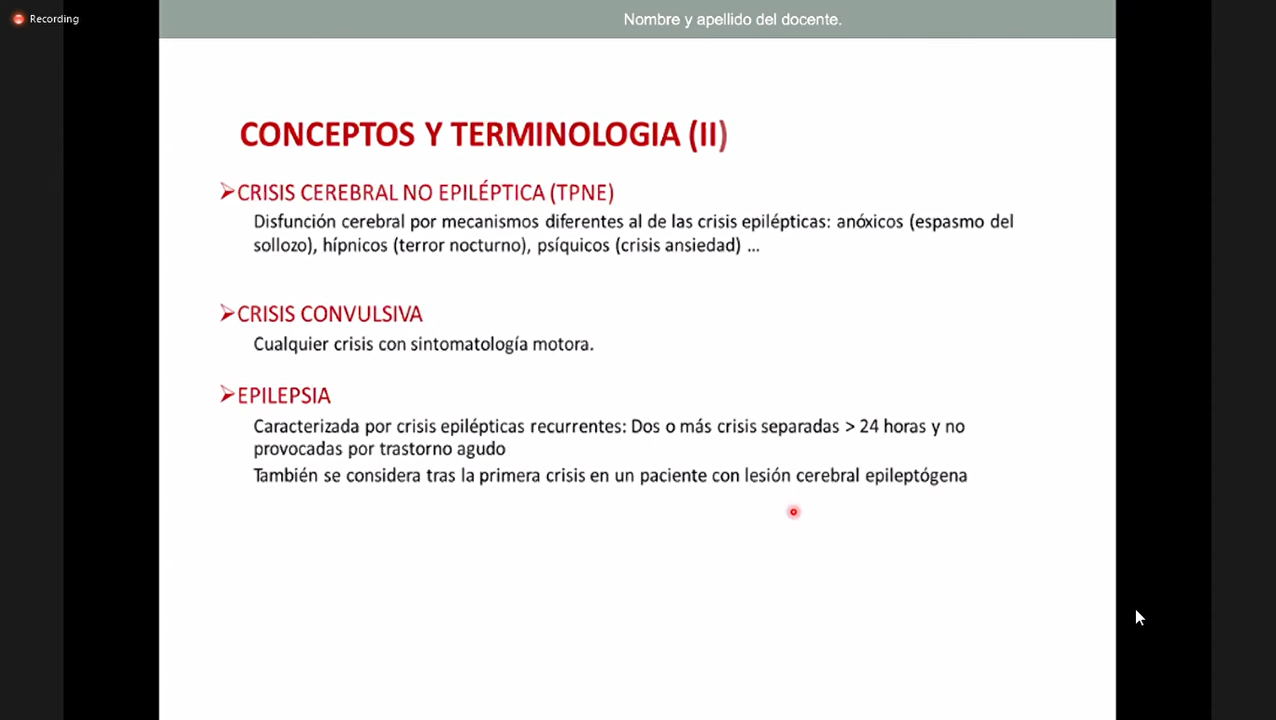 Recording
Nombre y apellido del docente.
CONCEPTOS Y TERMINOLOGIA (II)
CRISIS CEREBRAL NO EPILÉPTICA (TPNE)
Disfunción cerebral por mecanismos diferentes al de las crisis epilépticas: anóxicos (espasmo del
sollozo), hípnicos (terror nocturno), psíquicos (crisis ansiedad) ...
CRISIS CONVULSIVA
Cualquier crisis con sintomatología motora.
EPILEPSIA
Caracterizada por crisis epilépticas recurrentes: Dos o más crisis separadas > 24 horas y no
provocadas por trastorno agudo
También se considera tras la primera crisis en un paciente con lesión cerebral epileptógena